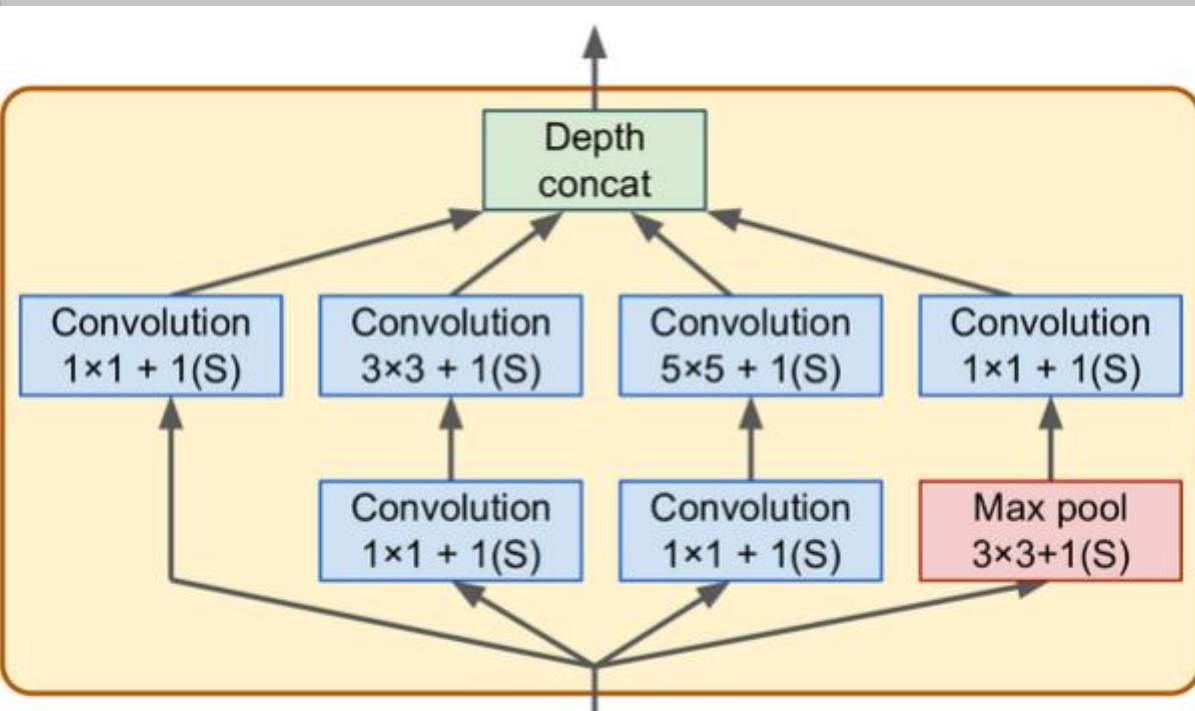 Depth
concat
Convolution
1×1 + 1(S)
Convolution
3×3 + 1(S)
Convolution
5×5 + 1(S)
Convolution
1×1 + 1(S)
Convolution
1×1 + 1(S)
Convolution
1×1 + 1(S)
Max pool
3×3+1(S)